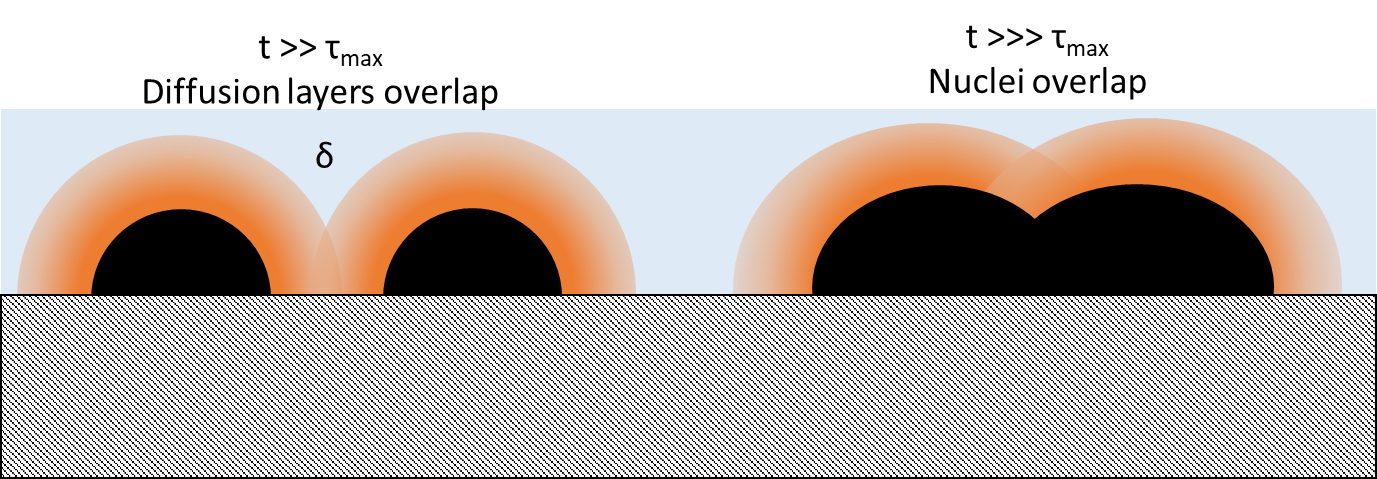 t >> τmax
Diffusion layers overlap
δ
t >>> τmax
Nuclei overlap